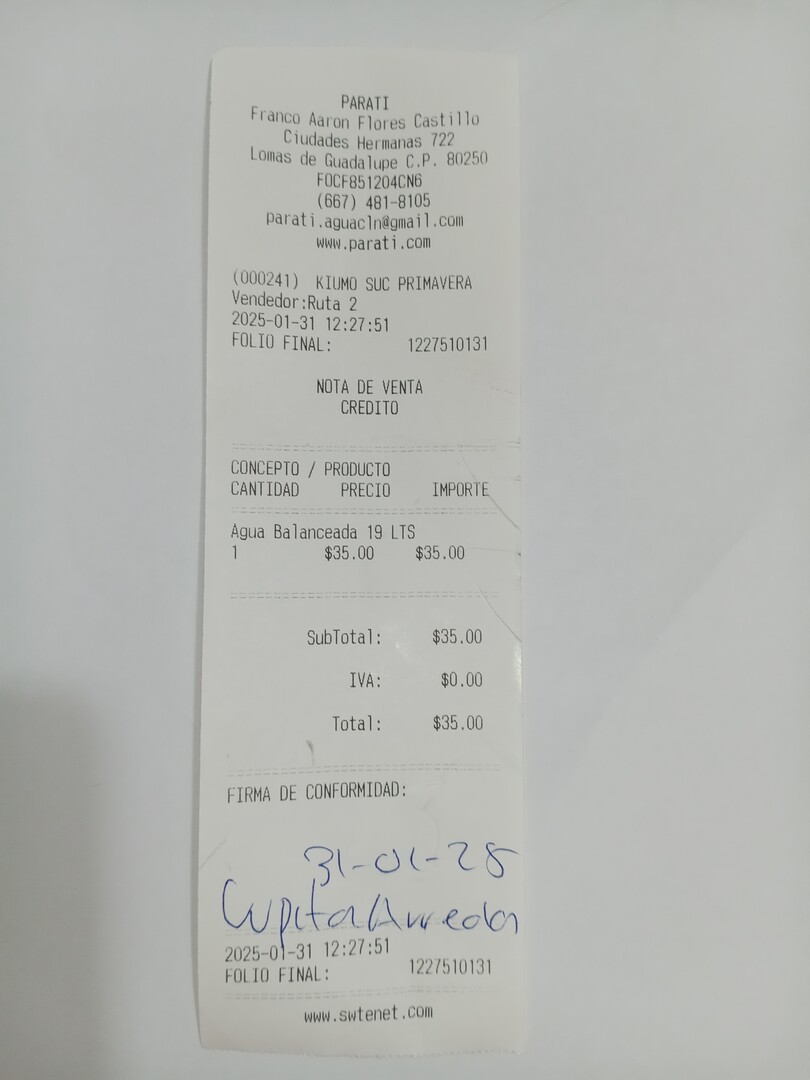 PARATI
Franco Aaron Flores Castillo
Ciudades Hermanas 722
Lomas de Guadalupe C.P. 80250
FOCF851204CN6
(667) 481-8105
parati.aguacln@gmail.com
www.parati.com
(000241) KIUMO SUC PRIMAVERA
Vendedor:Ruta 2
2025-01-31 12:27:51
FOLIO FINAL: 1227510131
NOTA DE VENTA
CREDITO
CONCEPTO / PRODUCTO
CANTIDAD PRECIO IMPORTE
Agua Balanceada 19 LTS
1 $35.00 $35.00
SubTotal: $35.00
IVA: $0.00
Total: $35.00
FIRMA DE CONFORMIDAD:
31-01-25
Lupita
2025-01-31 12:27:51
FOLIO FINAL: 1227510131
www.swtenet.com